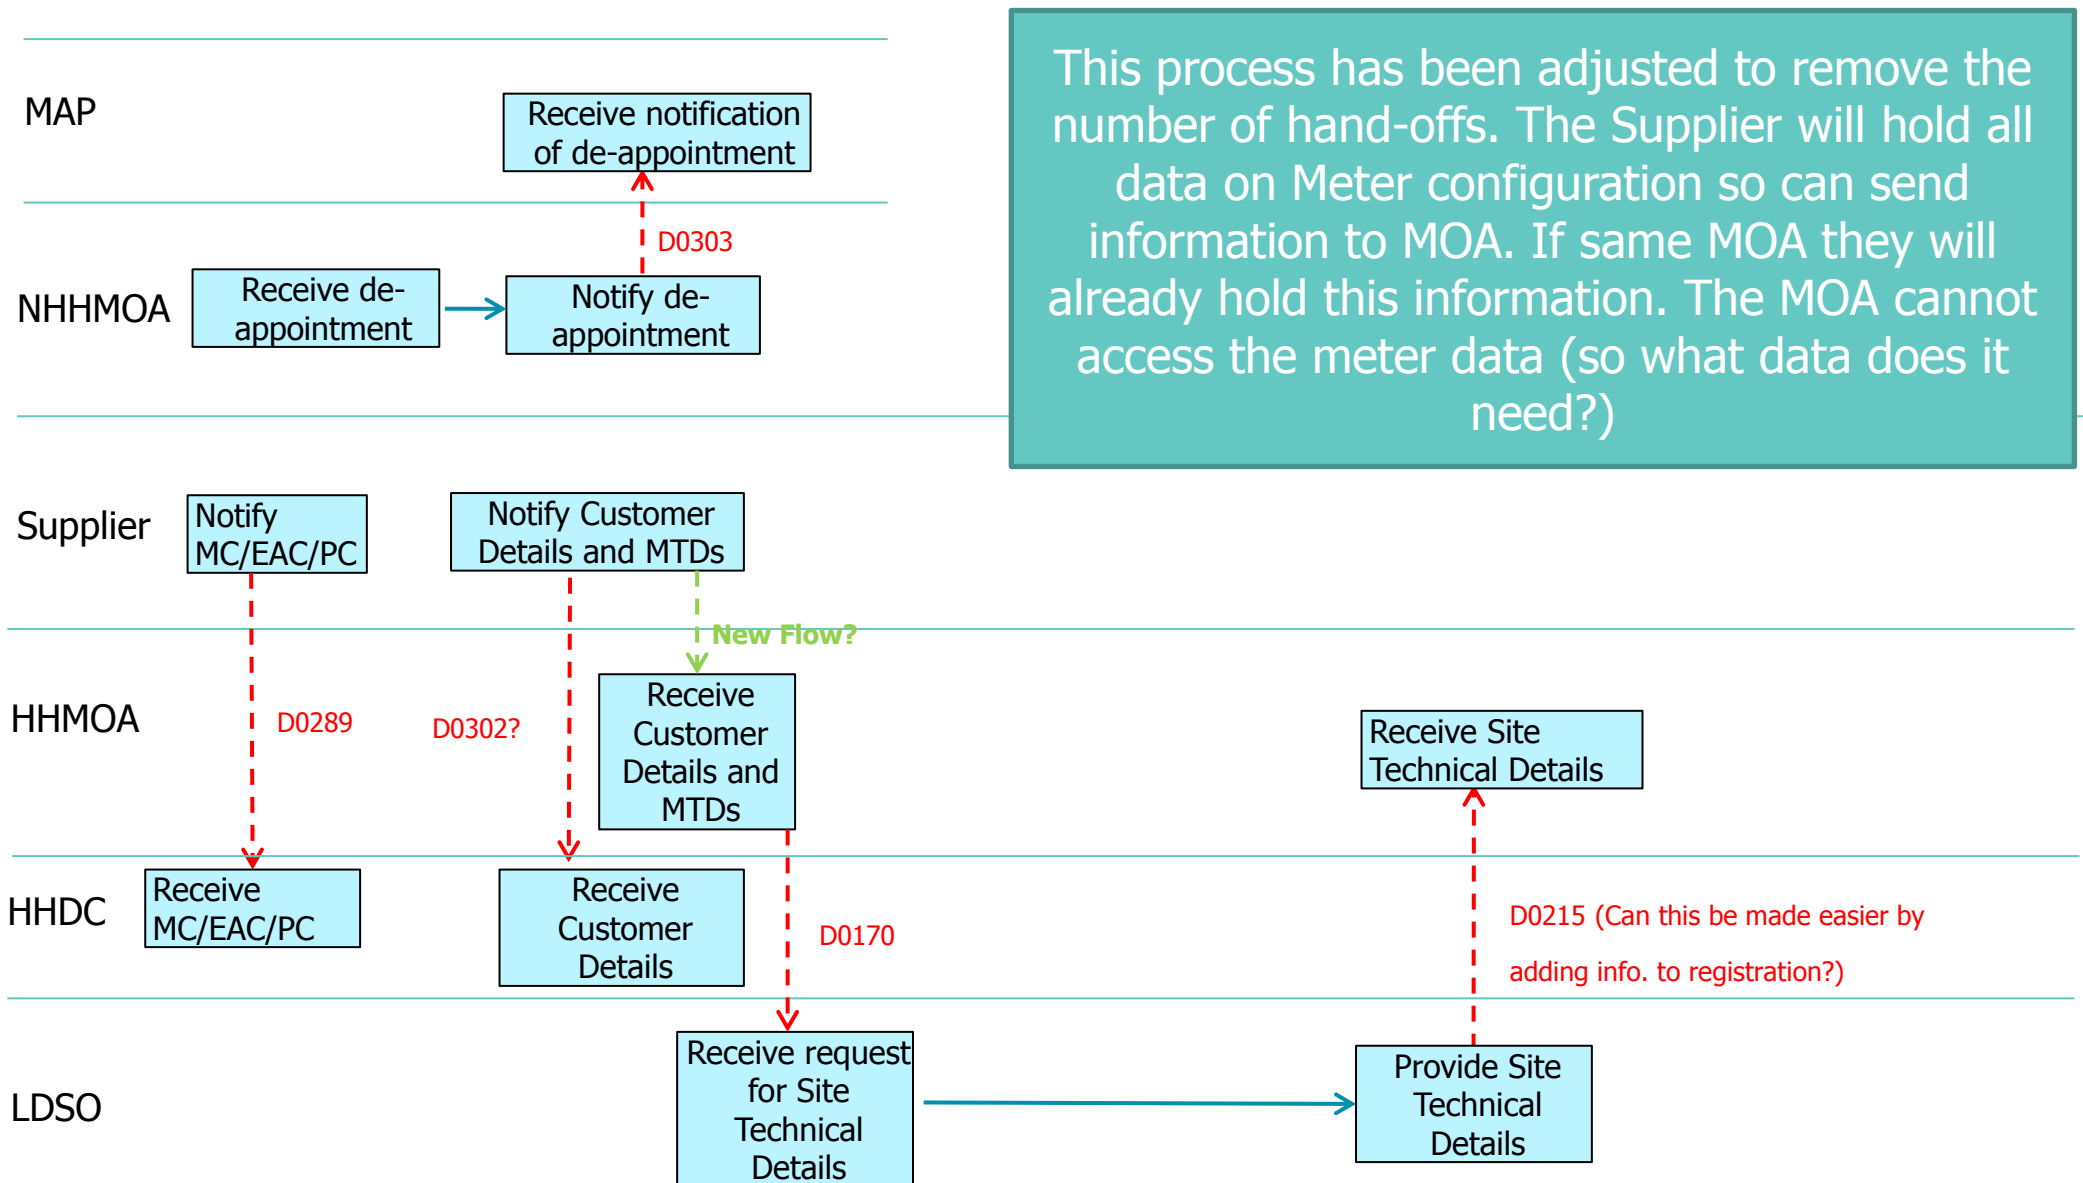 This process has been adjusted to remove the
number of hand-offs. The Supplier will hold all
data on Meter configuration so can send
information to MOA. If same MOA they will
already hold this information. The MOA cannot
access the meter data (so what data does it
need?)
MAP
Receive notification
of de-appointment
D0303
NHHMOA
Receive de-
appointment
Notify de-
appointment
Supplier
Notify
MC/EAC/PC
Notify Customer
Details and MTDs
New Flow?
HHMOA
D0289
D0302?
Receive
Customer
Details and
MTDs
Receive Site
Technical Details
HHDC
Receive
MC/EAC/PC
Receive
Customer
Details
D0170
D0215 (Can this be made easier by
adding info. to registration?)
LDSO
Receive request
for Site
Technical
Details
Provide Site
Technical
Details